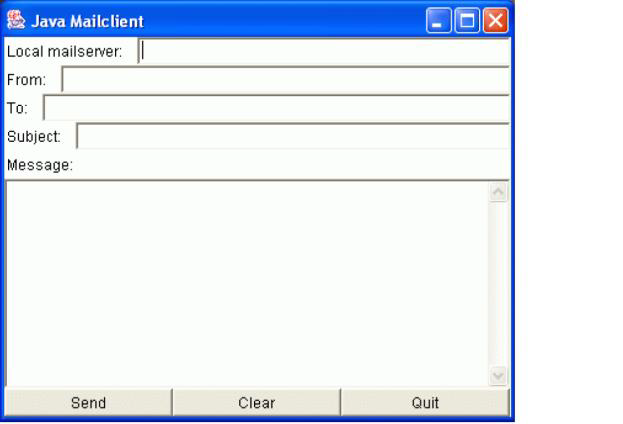 Java Mailclient
Local mailserver:
From:
To:
Subject:
Message:
Send Clear Quit